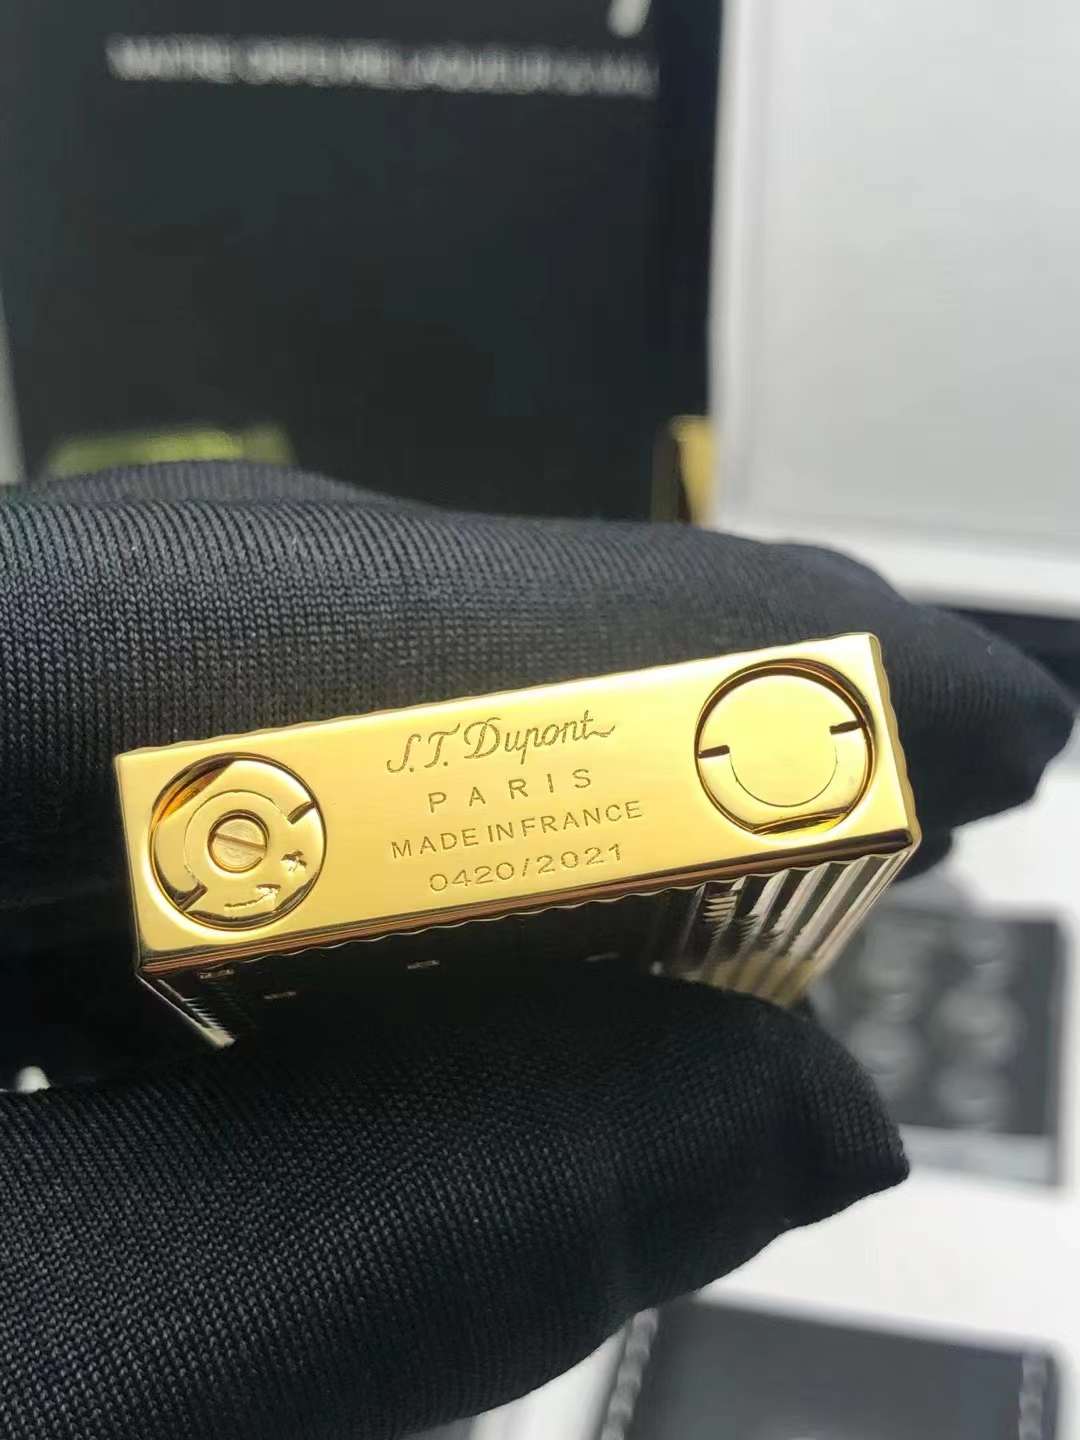 S.T. Dupont
PARIS
MADE IN FRANCE
0420/2021